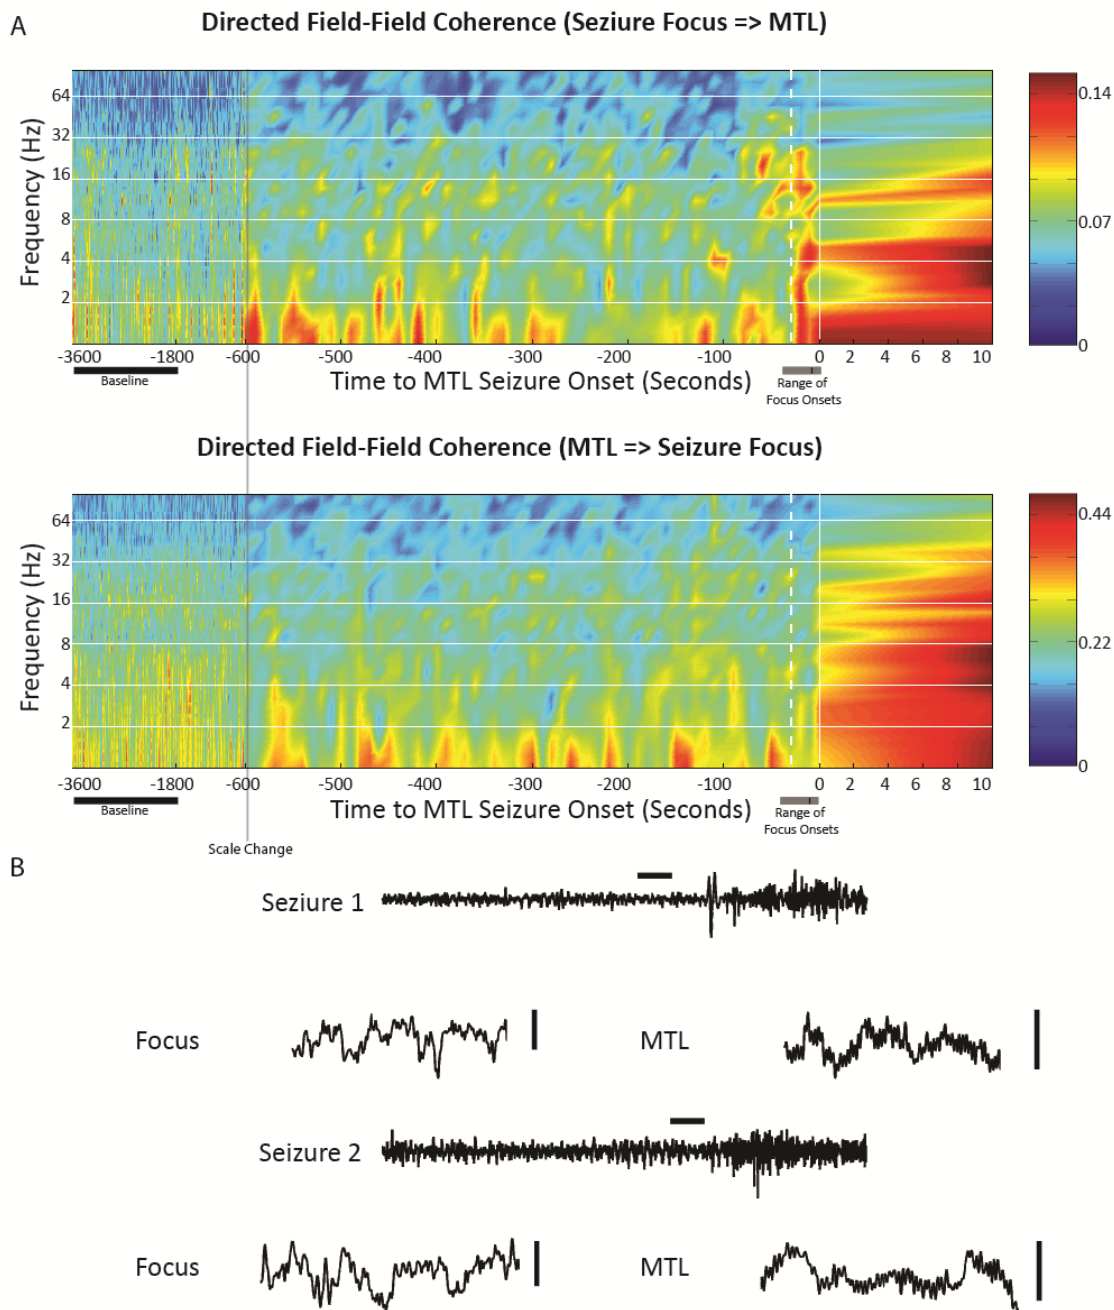 A
Directed Field-Field Coherence (Seziure Focus => MTL)
Frequency (Hz)
64
32
16
8
4
2
-3600 -1800 -600 -500 -400 -300 -200 -100 0 2 4 6 8 10
Baseline
Time to MTL Seizure Onset (Seconds)
Range of
Focus Onsets
0.14
0.07
0
Directed Field-Field Coherence (MTL => Seizure Focus)
Frequency (Hz)
64
32
16
8
4
2
-3600 -1800 -600 -500 -400 -300 -200 -100 0 2 4 6 8 10
Baseline
Time to MTL Seizure Onset (Seconds)
Range of
Focus Onsets
0.44
0.22
0
Scale Change
B
Seziure 1
Focus MTL
Seizure 2
Focus MTL